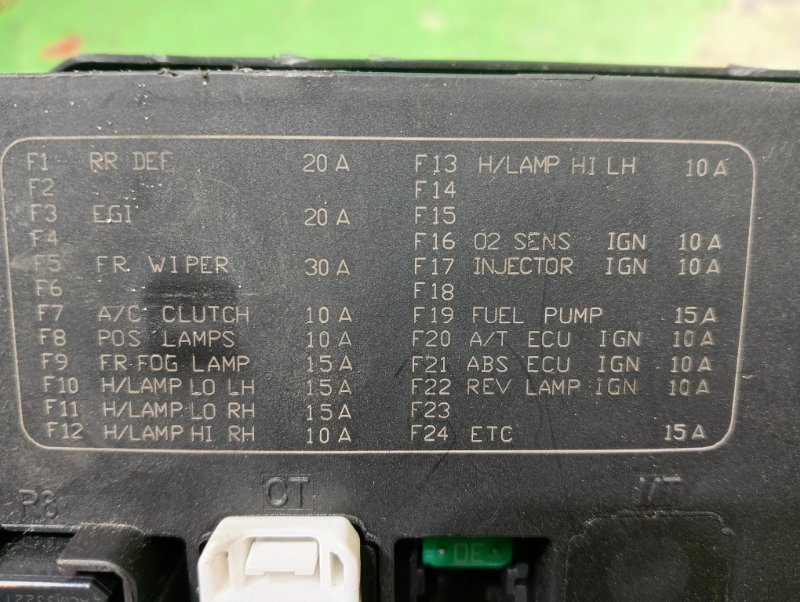 F1 RR DEF 20 A
F2
F3 EGI 20 A
F4
F5 FR. WIPER 30 A
F6
F7 A/C CLUTCH 10 A
F8 POS LAMPS 10 A
F9 FR FOG LAMP 15 A
F10 H/LAMP LO LH 15 A
F11 H/LAMP LO RH 15 A
F12 H/LAMP HI RH 10 A
F13 H/LAMP HI LH 10 A
F14
F15
F16 O2 SENS IGN 10 A
F17 INJECTOR IGN 10 A
F18
F19 FUEL PUMP 15 A
F20 A/T ECU IGN 10 A
F21 ABS ECU IGN 10 A
F22 REV LAMP IGN 10 A
F23
F24 ETC 15 A
R8 CT
30